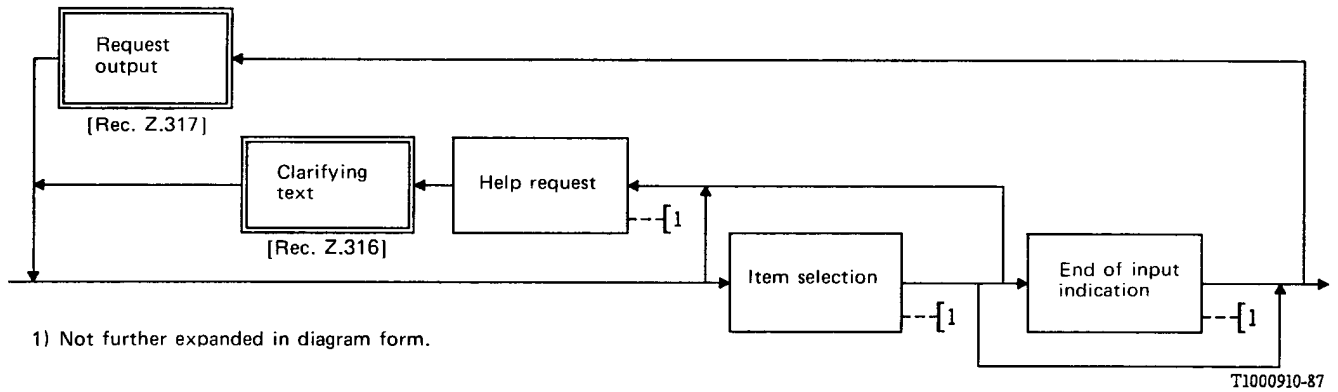 Request
output
[Rec. Z.317]
Clarifying
text
[Rec. Z.316]
Help request
1
Item selection
1
End of input
indication
1
1) Not further expanded in diagram form.
T1000910-87